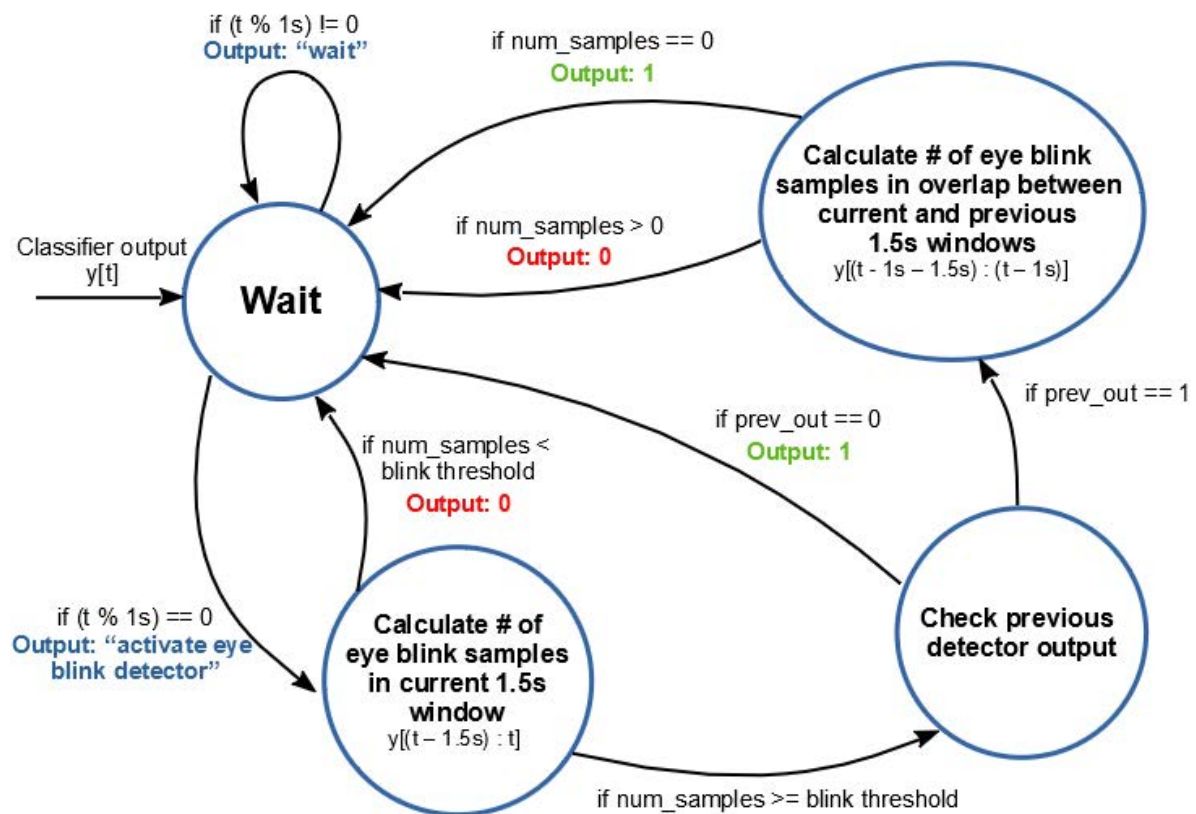 if (t % 1s) != 0
Output: “wait”
if num_samples == 0
Output: 1
Calculate # of eye blink
samples in overlap between
current and previous
1.5s windows
y[(t - 1s – 1.5s) : (t – 1s)]
if num_samples > 0
Output: 0
Classifier output
y[t]
Wait
if prev_out == 1
if prev_out == 0
Output: 1
if num_samples <
blink threshold
Output: 0
if (t % 1s) == 0
Output: “activate eye
blink detector”
Calculate # of
eye blink samples
in current 1.5s
window
y[(t – 1.5s) : t]
Check previous
detector output
if num_samples >= blink threshold